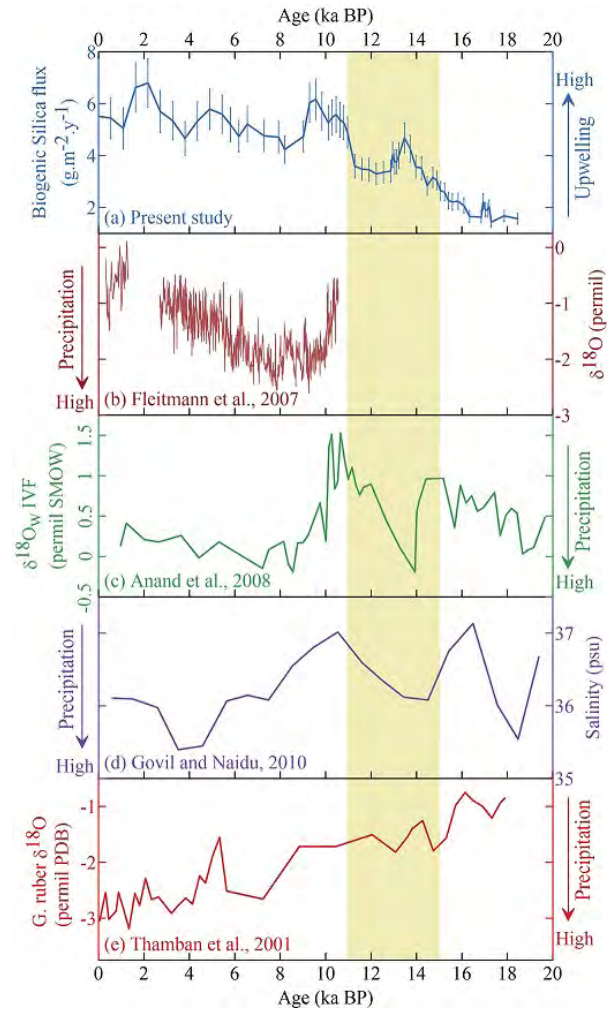 Age (ka BP)
0 2 4 6 8 10 12 14 16 18 20
Biogenic Silica flux
(g.m⁻².y⁻¹)
8
6
4
2
High
Upwelling
(a) Present study
Precipitation
High
0
-1
-2
-3
δ¹⁸O (permil)
(b) Fleitmann et al., 2007
δ¹⁸O_W IVF
(permil SMOW)
1.5
1
0.5
0
-0.5
Precipitation
High
(c) Anand et al., 2008
Precipitation
High
37
36
35
Salinity (psu)
(d) Govil and Naidu, 2010
G. ruber δ¹⁸O
(permil PDB)
-1
-2
-3
Precipitation
High
(e) Thamban et al., 2001
0 2 4 6 8 10 12 14 16 18 20
Age (ka BP)